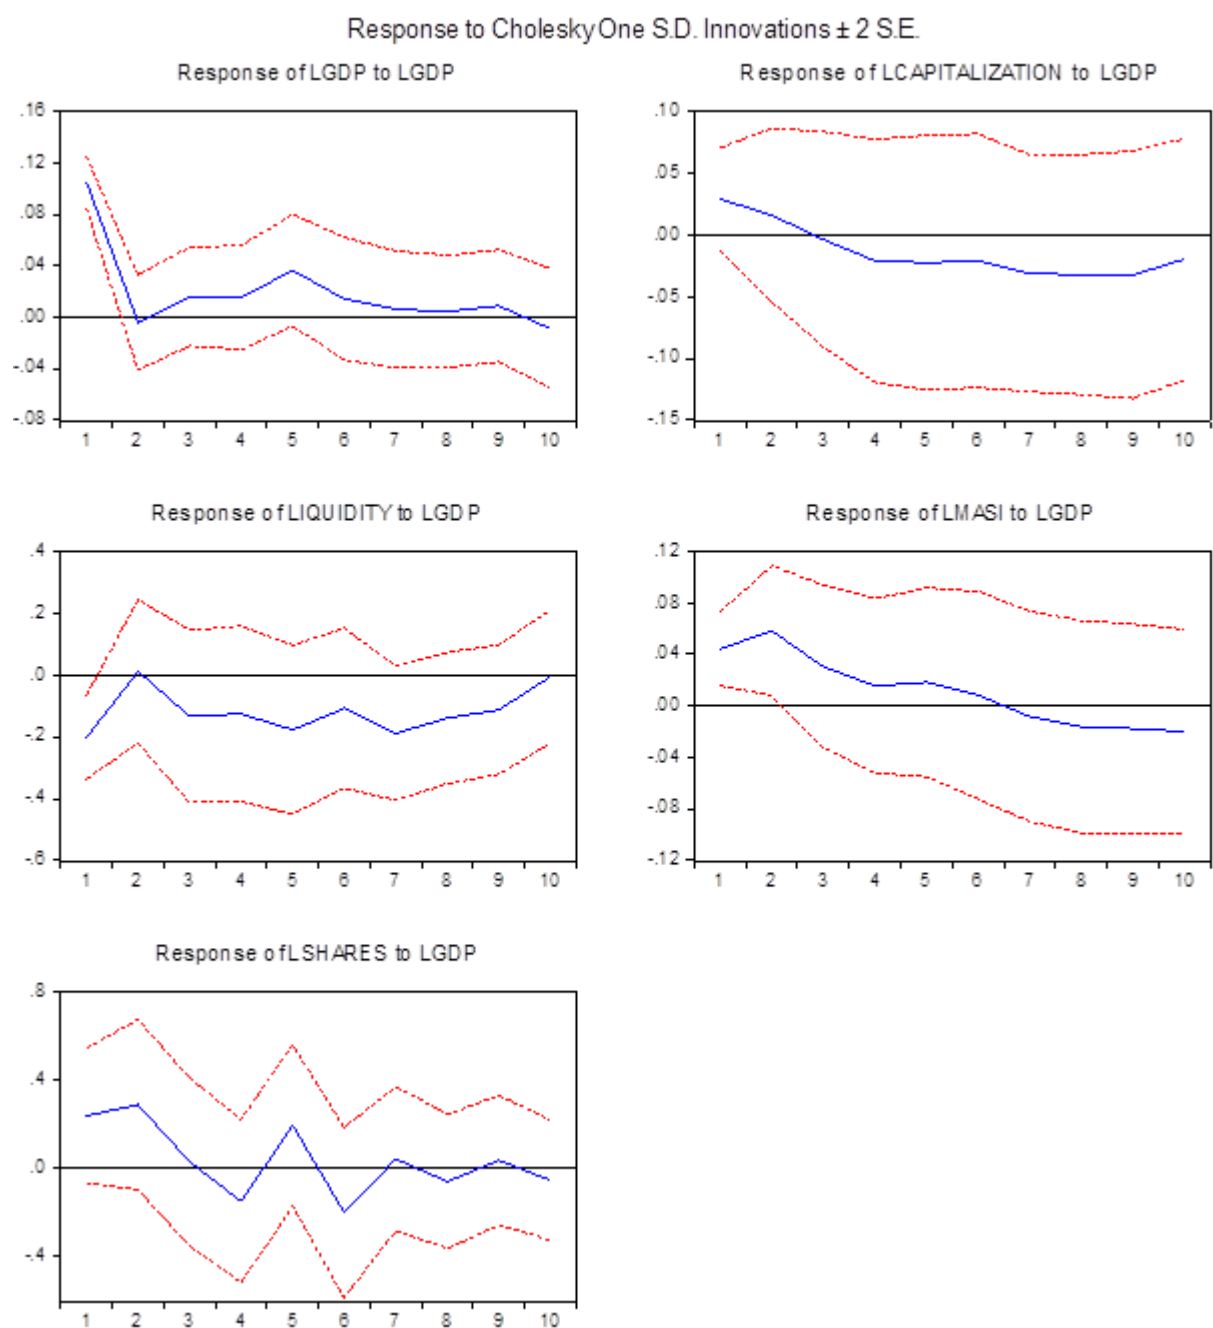 Response to Cholesky One S.D. Innovations ± 2 S.E.
Response of LGDP to LGDP
.16
.12
.08
.04
.00
-.04
-.08
1 2 3 4 5 6 7 8 9 10
Response of LCAPITALIZATION to LGDP
.10
.05
.00
-.05
-.10
-.15
1 2 3 4 5 6 7 8 9 10
Response of LIQUIDITY to LGDP
.4
.2
.0
-.2
-.4
-.6
1 2 3 4 5 6 7 8 9 10
Response of LMASI to LGDP
.12
.08
.04
.00
-.04
-.08
-.12
1 2 3 4 5 6 7 8 9 10
Response of LSHARES to LGDP
.8
.4
.0
-.4
1 2 3 4 5 6 7 8 9 10